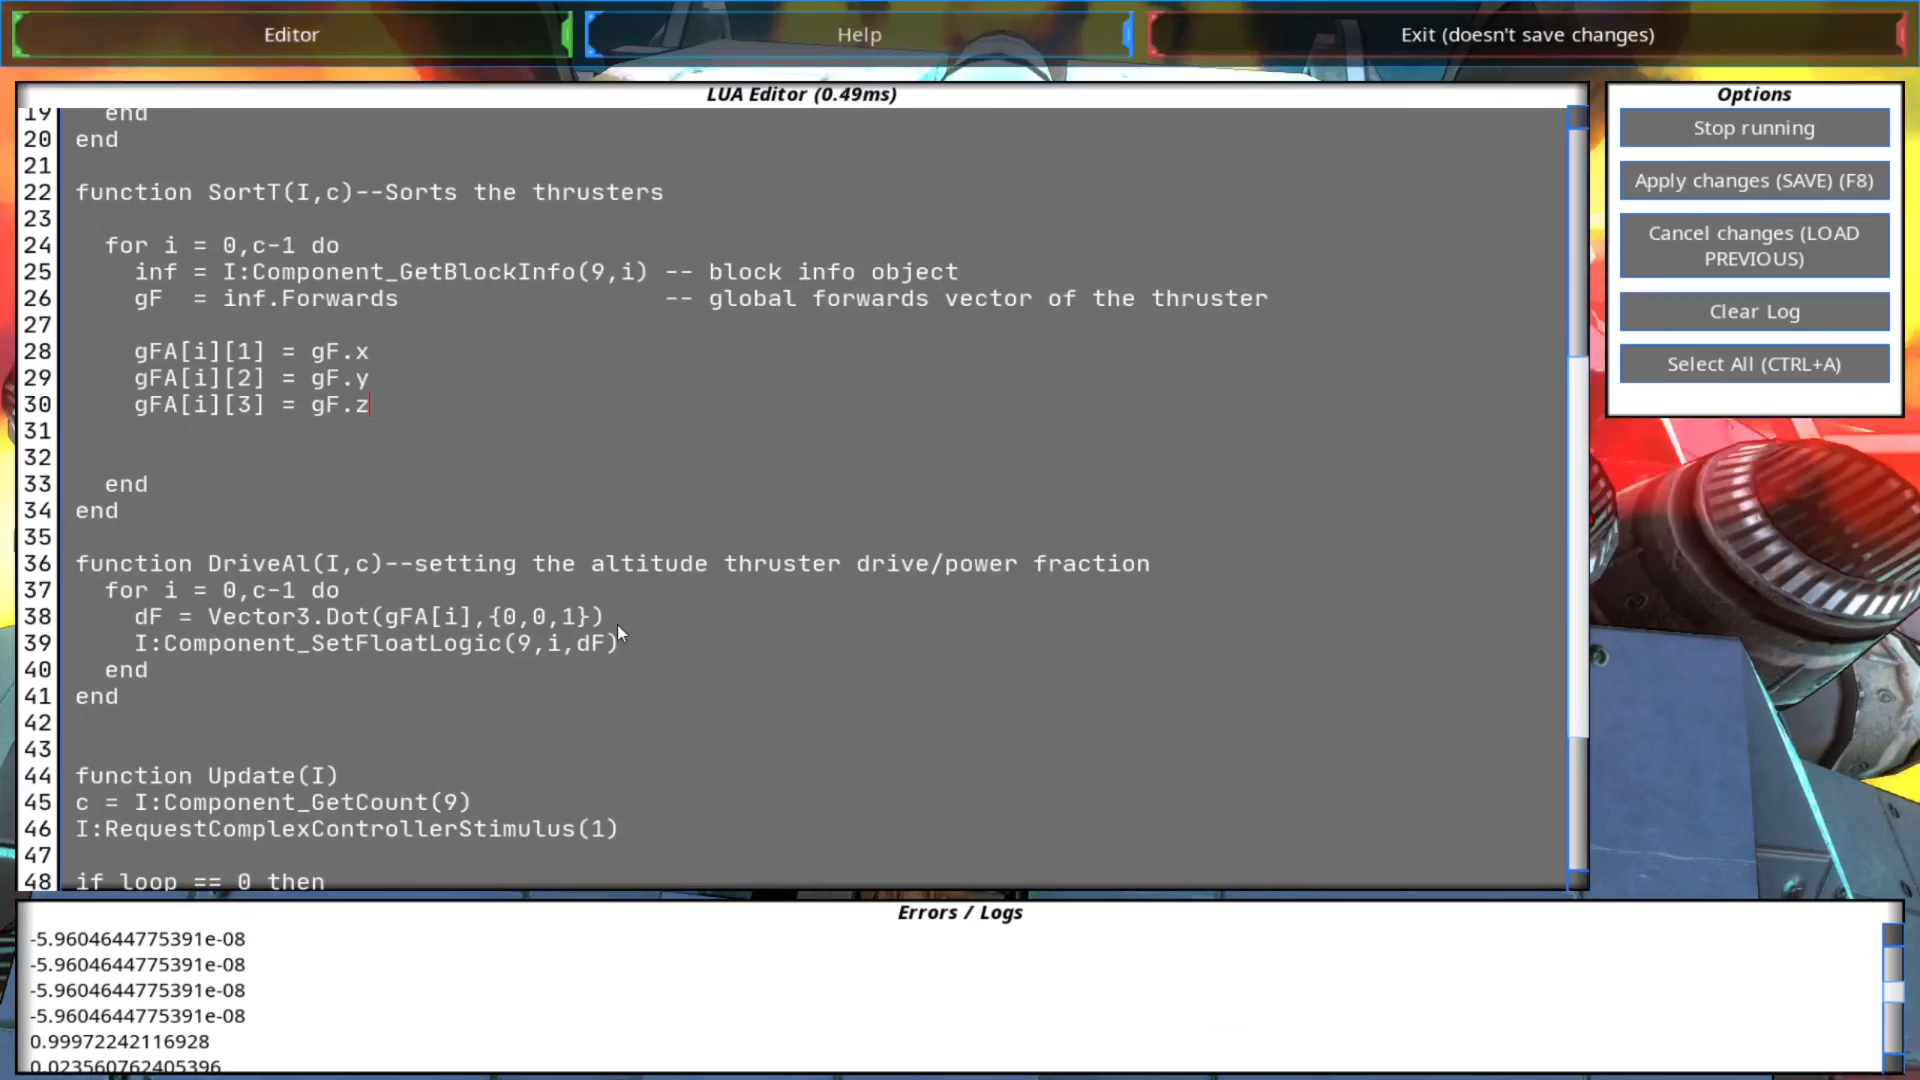 Editor
Help
Exit (doesn't save changes)
LUA Editor (0.49ms)
19 end
20 end
21
22 function SortT(I,c)--Sorts the thrusters
23
24 for i = 0,c-1 do
25 inf = I:Component_GetBlockInfo(9,i) -- block info object
26 gF = inf.Forwards -- global forwards vector of the thruster
27
28 gFA[i][1] = gF.x
29 gFA[i][2] = gF.y
30 gFA[i][3] = gF.z
31
32
33 end
34 end
35
36 function DriveAl(I,c)--setting the altitude thruster drive/power fraction
37 for i = 0,c-1 do
38 dF = Vector3.Dot(gFA[i],{0,0,1})
39 I:Component_SetFloatLogic(9,i,dF)
40 end
41 end
42
43
44 function Update(I)
45 c = I:Component_GetCount(9)
46 I:RequestComplexControllerStimulus(1)
47
48 if loop == 0 then
Options
Stop running
Apply changes (SAVE) (F8)
Cancel changes (LOAD
PREVIOUS)
Clear Log
Select All (CTRL+A)
Errors / Logs
-5.9604644775391e-08
-5.9604644775391e-08
-5.9604644775391e-08
-5.9604644775391e-08
0.99972242116928
0.023560762405396